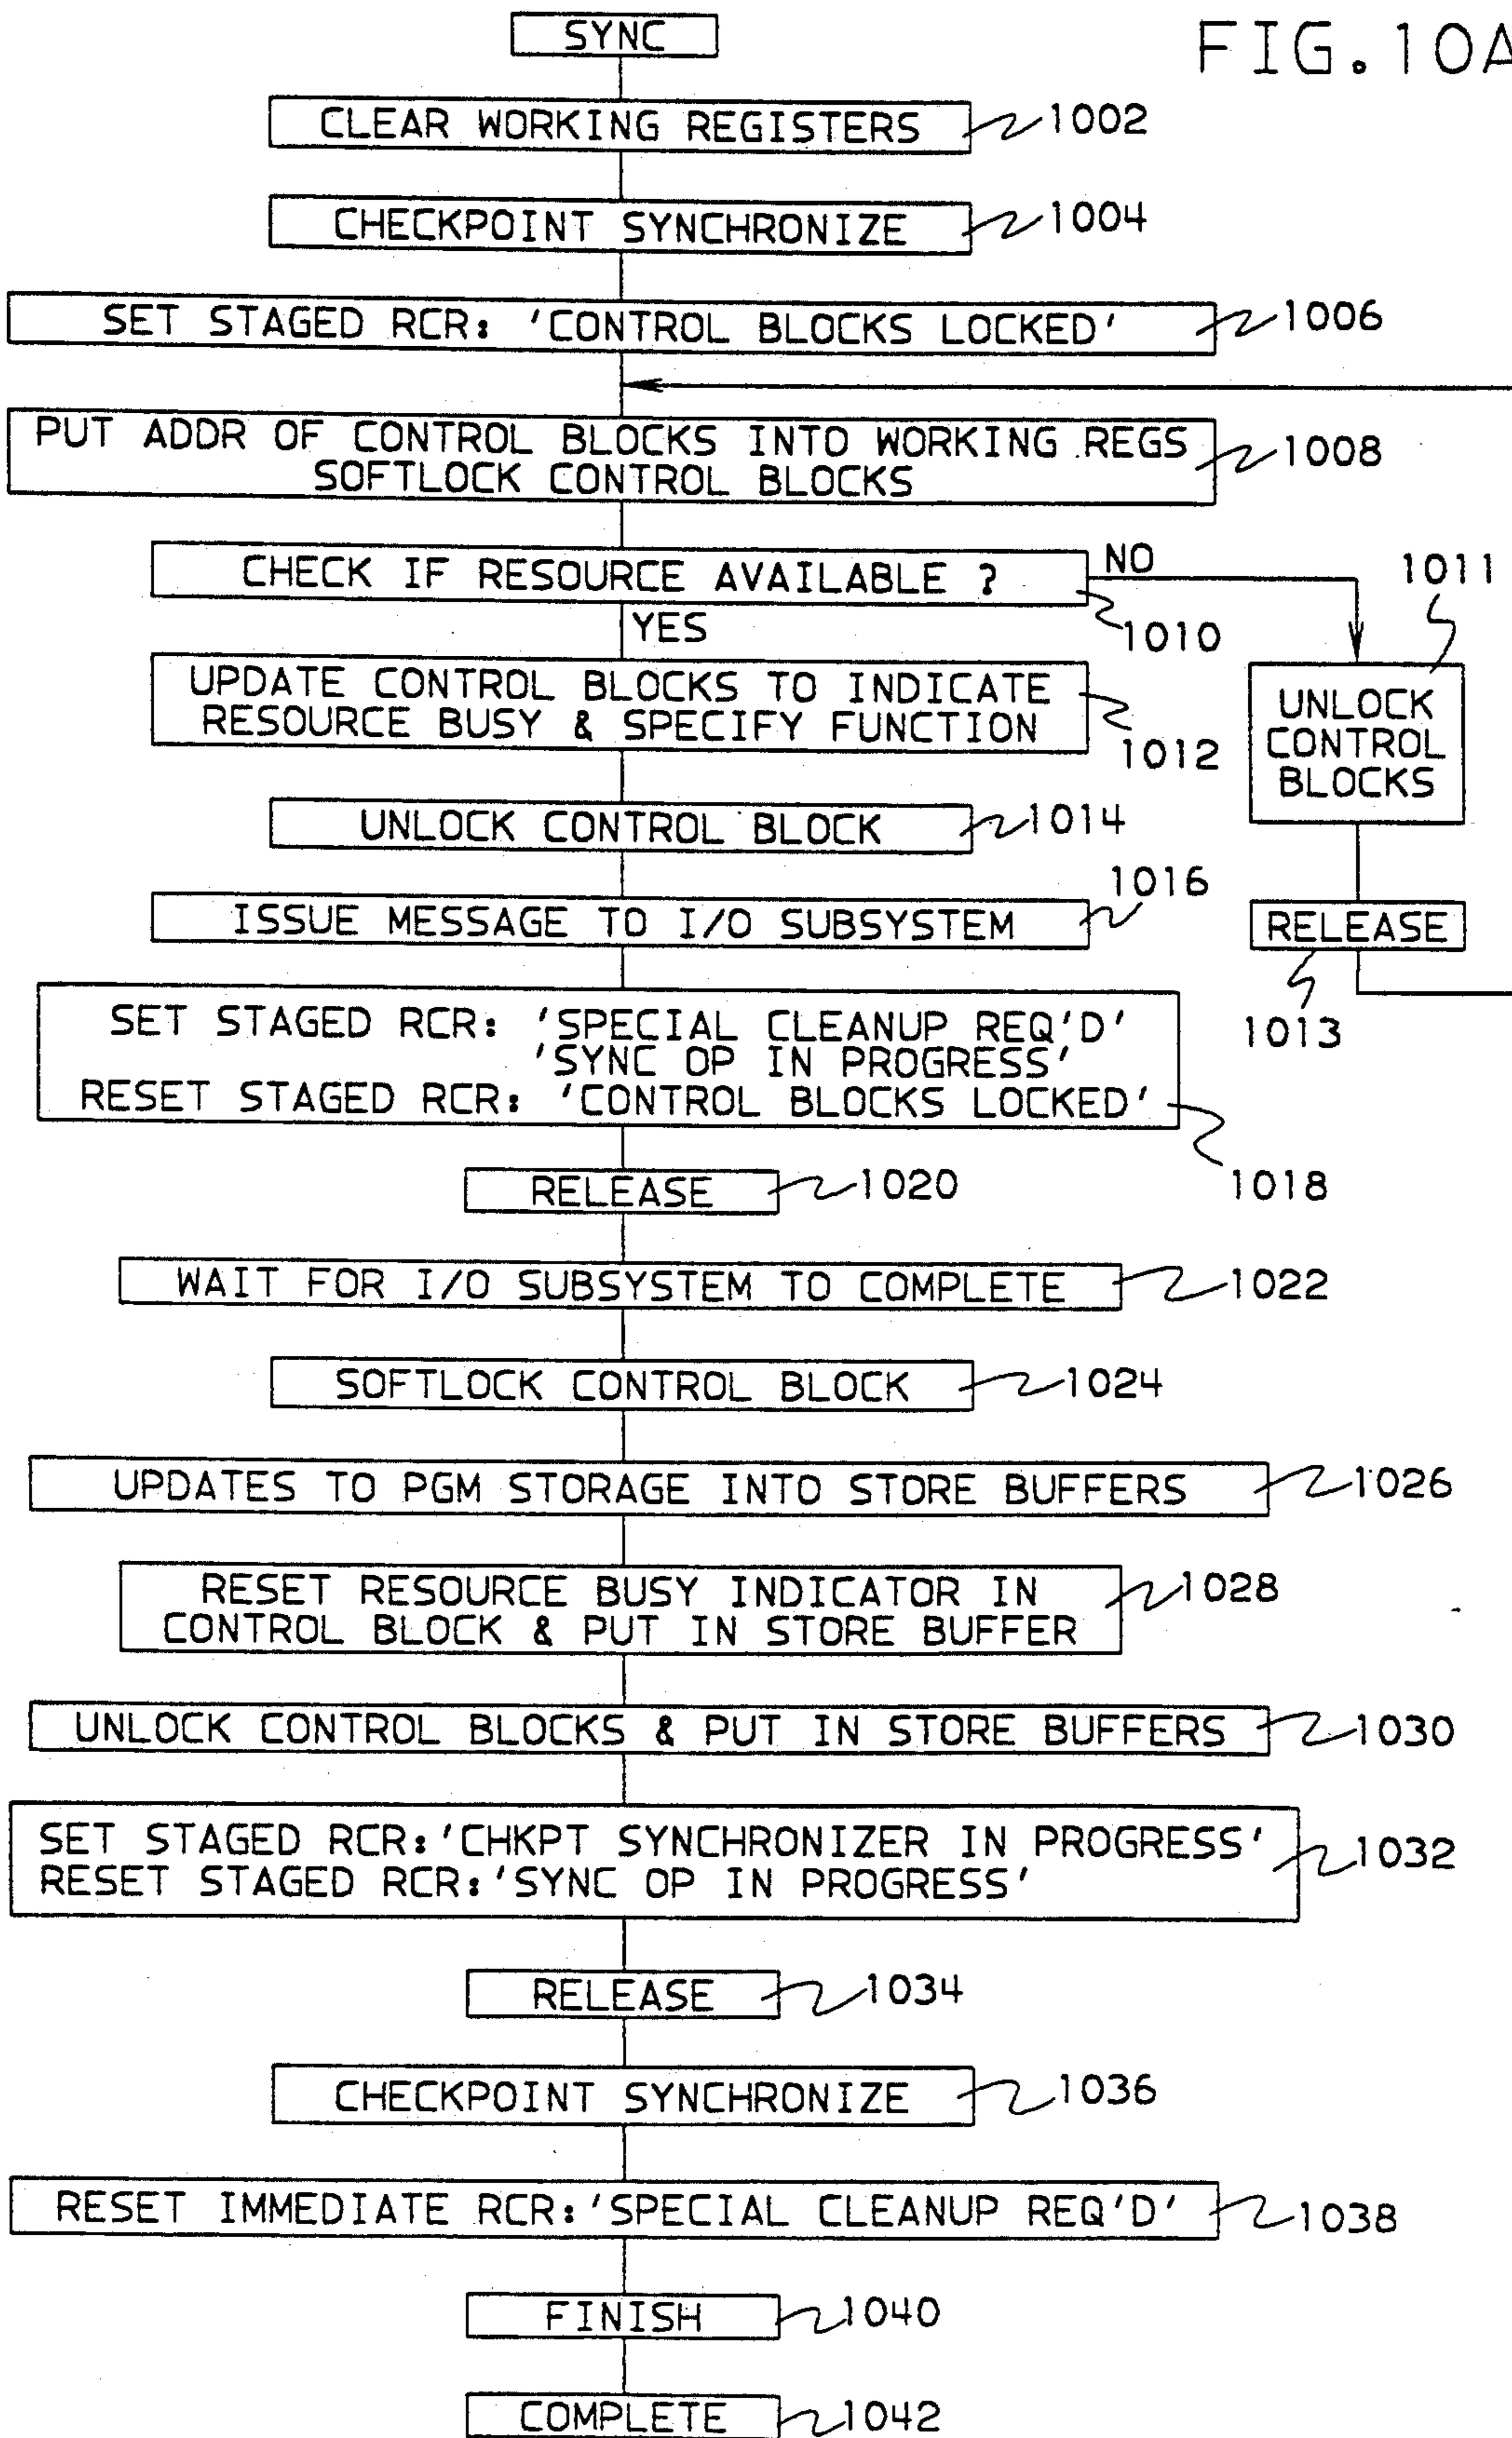 FIG.10A
SYNC
CLEAR WORKING REGISTERS 1002
CHECKPOINT SYNCHRONIZE 1004
SET STAGED RCR: 'CONTROL BLOCKS LOCKED' 1006
PUT ADDR OF CONTROL BLOCKS INTO WORKING REGS
SOFTLOCK CONTROL BLOCKS
1008
CHECK IF RESOURCE AVAILABLE ?
NO
1010
YES
1011
UNLOCK
CONTROL
BLOCKS
RELEASE
1013
UPDATE CONTROL BLOCKS TO INDICATE
RESOURCE BUSY & SPECIFY FUNCTION
1012
UNLOCK CONTROL BLOCK 1014
ISSUE MESSAGE TO I/O SUBSYSTEM 1016
SET STAGED RCR: 'SPECIAL CLEANUP REQ'D'
'SYNC OP IN PROGRESS'
RESET STAGED RCR: 'CONTROL BLOCKS LOCKED'
1018
RELEASE 1020
WAIT FOR I/O SUBSYSTEM TO COMPLETE 1022
SOFTLOCK CONTROL BLOCK 1024
UPDATES TO PGM STORAGE INTO STORE BUFFERS 1026
RESET RESOURCE BUSY INDICATOR IN
CONTROL BLOCK & PUT IN STORE BUFFER
1028
UNLOCK CONTROL BLOCKS & PUT IN STORE BUFFERS 1030
SET STAGED RCR:'CHKPT SYNCHRONIZER IN PROGRESS'
RESET STAGED RCR:'SYNC OP IN PROGRESS'
1032
RELEASE 1034
CHECKPOINT SYNCHRONIZE 1036
RESET IMMEDIATE RCR:'SPECIAL CLEANUP REQ'D' 1038
FINISH 1040
COMPLETE 1042